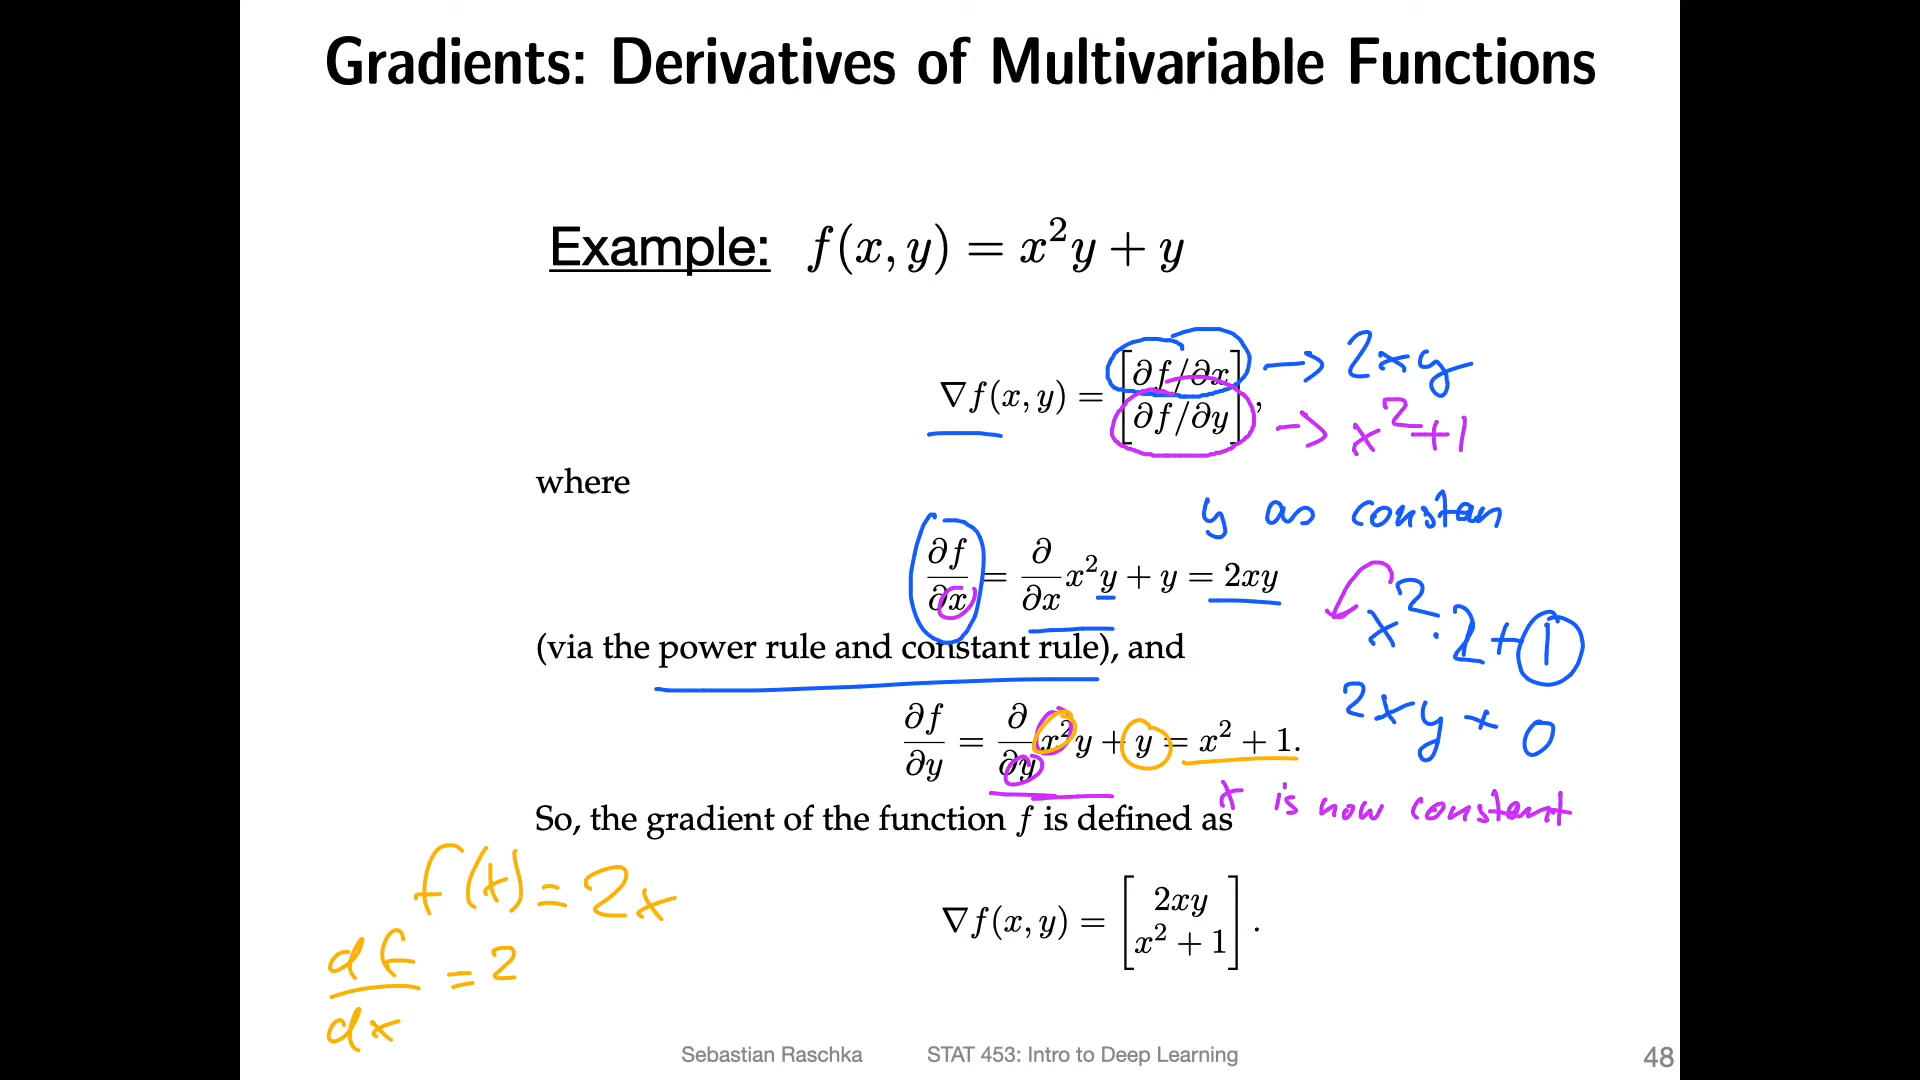 Gradients: Derivatives of Multivariable Functions
Example: f(x, y) = x²y + y
∇f(x, y) = [∂f/∂x ∂f/∂y],
→ 2xy
→ x²+1
where
y as constan
∂f/∂x = ∂/∂x x²y + y = 2xy
x²·2+1
(via the power rule and constant rule), and
2xy + 0
∂f/∂y = ∂/∂y x²y + y = x² + 1.
x is now constant
So, the gradient of the function f is defined as
f(x) = 2x
∇f(x, y) = [2xy x² + 1].
df/dx = 2
Sebastian Raschka STAT 453: Intro to Deep Learning 48